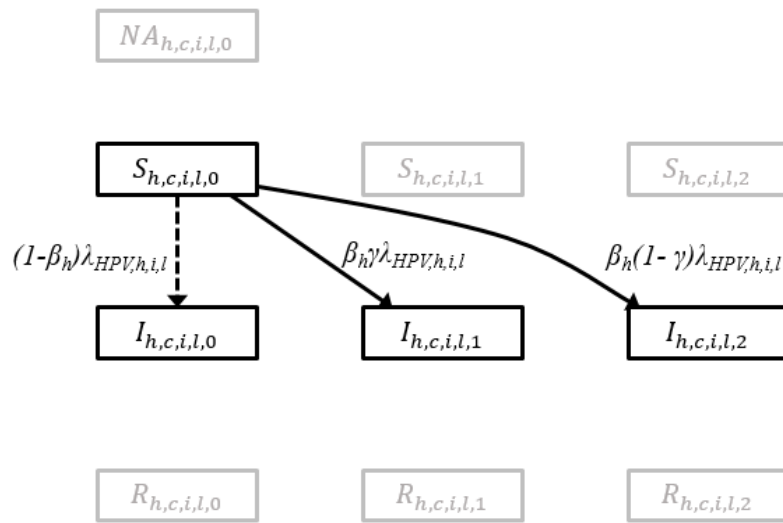 NA_{h,c,i,l,0}
S_{h,c,i,l,0} S_{h,c,i,l,1} S_{h,c,i,l,2}
(1-β_h)λ_{HPV,h,i,l} β_hγλ_{HPV,h,i,l} β_h(1- γ)λ_{HPV,h,i,l}
I_{h,c,i,l,0} I_{h,c,i,l,1} I_{h,c,i,l,2}
R_{h,c,i,l,0} R_{h,c,i,l,1} R_{h,c,i,l,2}